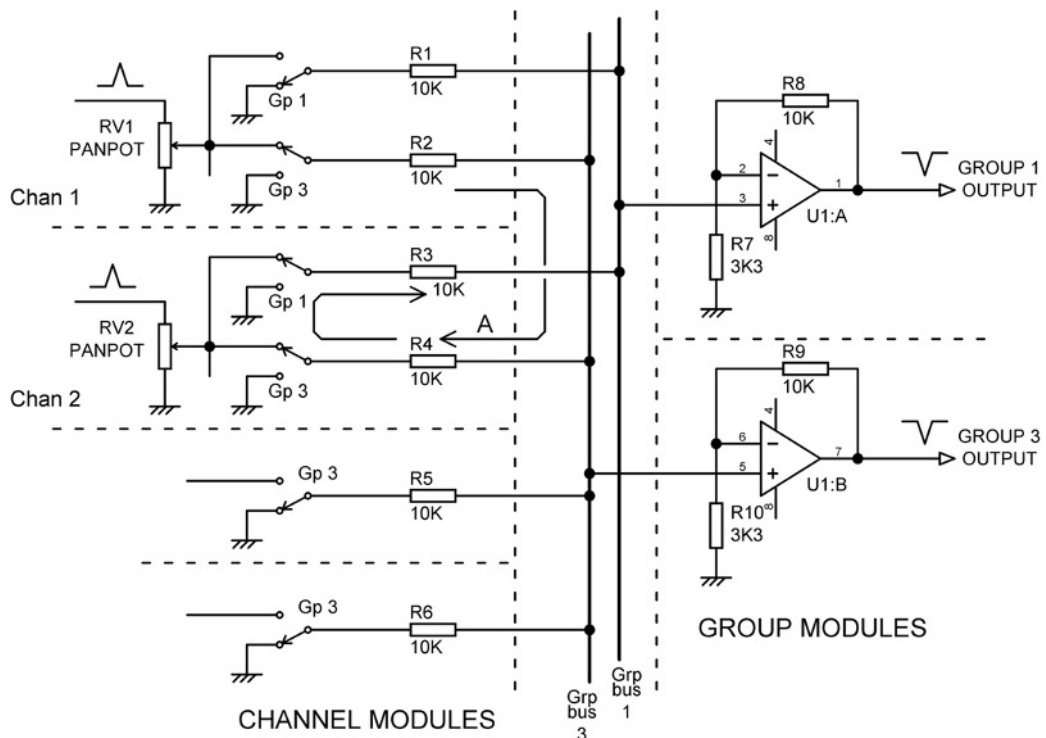 R1
10K
Gp 1
RV1
PANPOT
R2
10K
Gp 3
Chan 1
R3
10K
Gp 1
RV2
PANPOT
A
R4
10K
Gp 3
Chan 2
Gp 3
R5
10K
Gp 3
R6
10K
CHANNEL MODULES
Grp
bus
3
Grp
bus
1
R8
10K
4
2
3
1
8
U1:A
R7
3K3
GROUP 1
OUTPUT
R9
10K
4
6
5
7
8
U1:B
R10
3K3
GROUP 3
OUTPUT
GROUP MODULES